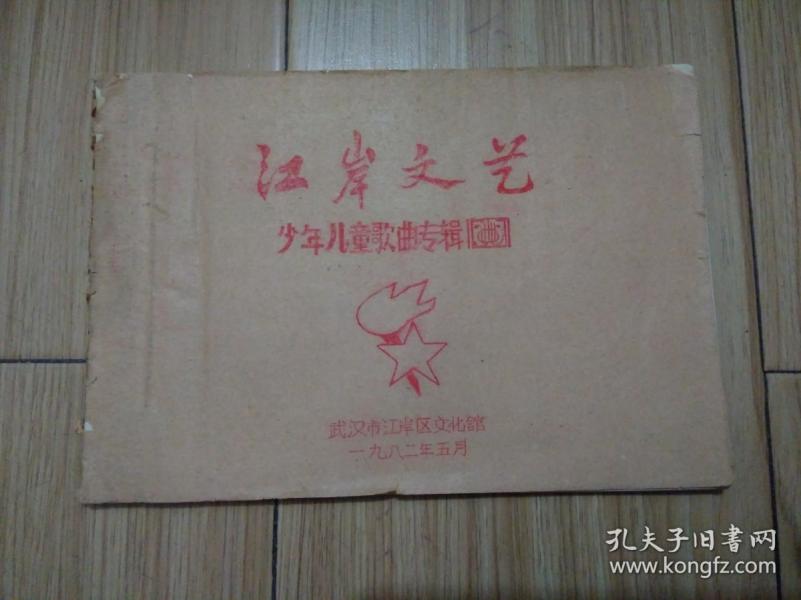 江岸文艺
少年儿童歌曲专辑
武汉市江岸区文化馆
一九八二年五月
孔夫子旧书网
www.kongfz.com